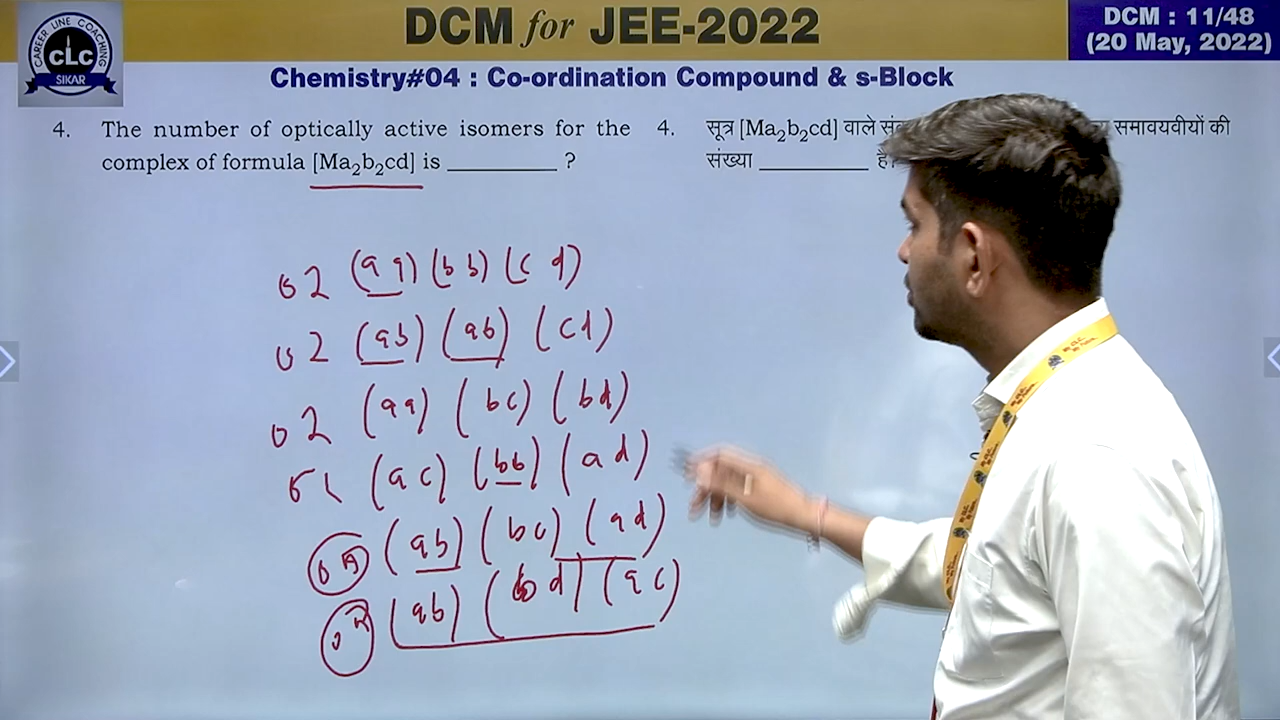 CAREER LINE COACHING
CLC
SIKAR
DCM for JEE-2022
DCM : 11/48
(20 May, 2022)
Chemistry#04 : Co-ordination Compound & s-Block
4. The number of optically active isomers for the
complex of formula [Ma₂b₂cd] is ________ ?
4. सूत्र [Ma₂b₂cd] वाले समावयवीयों की
संख्या ________ है
(aa) (bb) (cd)
(ab) (ab) (cd)
(aa) (bc) (bd)
(ac) (bb) (ad)
(ab) (bc) (ad)
(ab) (bd) (ac)